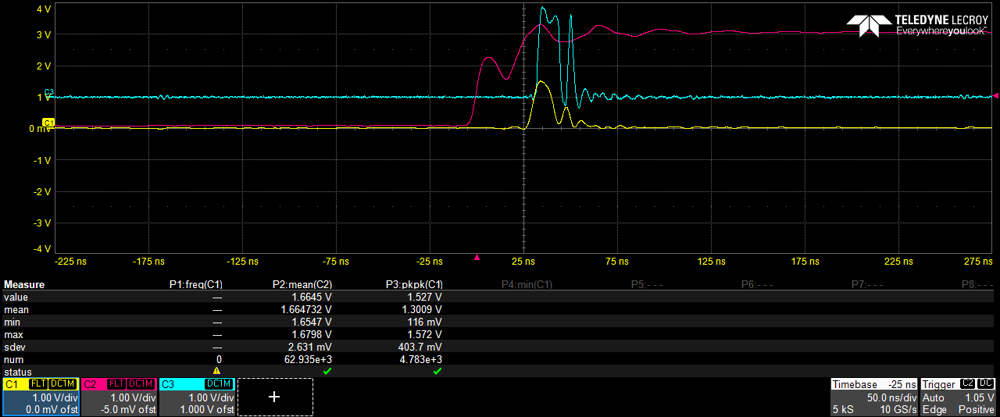 4 V
TELEDYNE LECROY
Everywhereyoulook™
3 V
2 V
C3
1 V
C1
0 mV
-1 V
-2 V
-3 V
-4 V
-225 ns -175 ns -125 ns -75 ns -25 ns 25 ns 75 ns 125 ns 175 ns 225 ns 275 ns
Measure P1:freq(C1) P2:mean(C2) P3:pkpk(C1) P4:min(C1) P5:- - - P6:- - - P7:- - - P8:- - -
value --- 1.6645 V 1.527 V
mean --- 1.664732 V 1.3009 V
min --- 1.6547 V 116 mV
max --- 1.6798 V 1.572 V
sdev --- 2.631 mV 403.7 mV
num 0 62.935e+3 4.783e+3
status
C1 FLT DC1M C2 FLT DC1M C3 DC1M Timebase -25 ns Trigger C2 DC
1.00 V/div 1.00 V/div 1.00 V/div + 50.0 ns/div Auto 1.05 V
0.0 mV ofst -5.0 mV ofst 1.000 V ofst 5 kS 10 GS/s Edge Positive